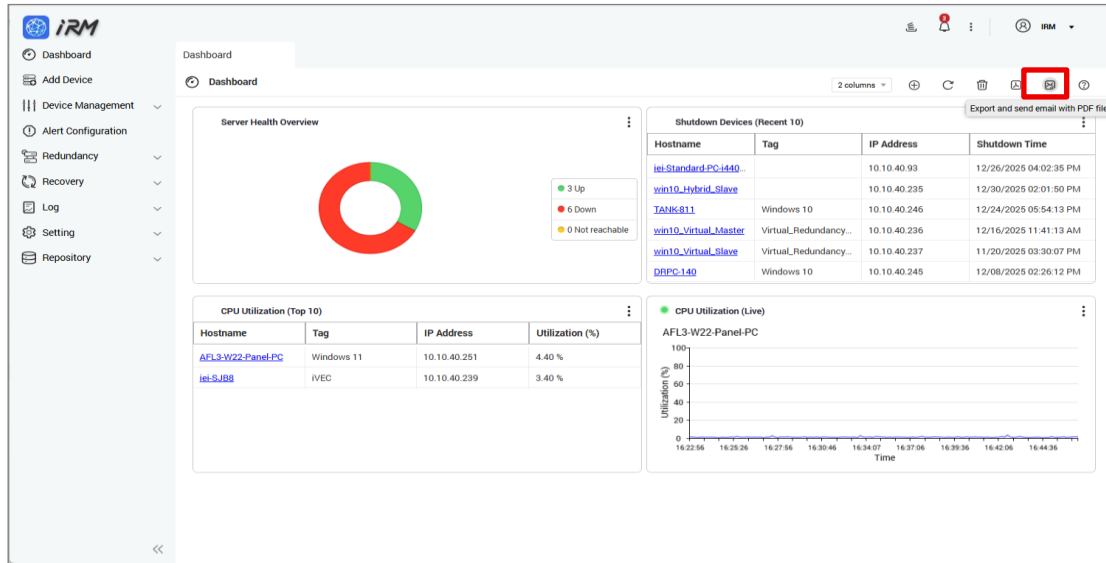 iRM
3
IRM
Dashboard
Add Device
Device Management
Alert Configuration
Redundancy
Recovery
Log
Setting
Repository
Dashboard
Dashboard
2 columns
Export and send email with PDF file
Server Health Overview
3 Up
6 Down
0 Not reachable
Shutdown Devices (Recent 10)
Hostname Tag IP Address Shutdown Time
iei-Standard-PC-i440... 10.10.40.93 12/26/2025 04:02:35 PM
win10_Hybrid_Slave 10.10.40.235 12/30/2025 02:01:50 PM
TANK-811 Windows 10 10.10.40.246 12/24/2025 05:54:13 PM
win10_Virtual_Master Virtual_Redundancy... 10.10.40.236 12/16/2025 11:41:13 AM
win10_Virtual_Slave Virtual_Redundancy... 10.10.40.237 11/20/2025 03:30:07 PM
DRPC-140 Windows 10 10.10.40.245 12/08/2025 02:26:12 PM
CPU Utilization (Top 10)
Hostname Tag IP Address Utilization (%)
AFL3-W22-Panel-PC Windows 11 10.10.40.251 4.40 %
iei-SJB8 iVEC 10.10.40.239 3.40 %
CPU Utilization (Live)
AFL3-W22-Panel-PC
Utilization (%)
100
80
60
40
20
0
16:22:56 16:25:26 16:27:56 16:30:46 16:34:07 16:37:06 16:39:36 16:42:06 16:44:36
Time